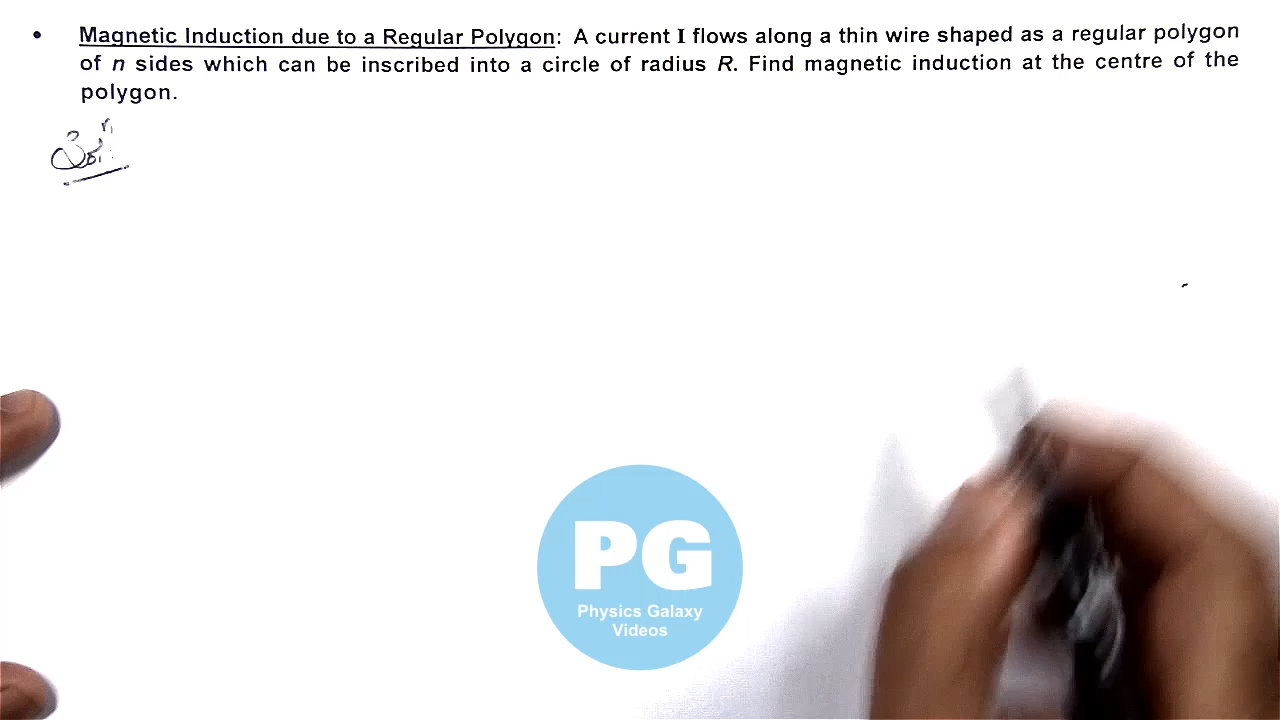 • Magnetic Induction due to a Regular Polygon: A current I flows along a thin wire shaped as a regular polygon
of n sides which can be inscribed into a circle of radius R. Find magnetic induction at the centre of the
polygon.
Solⁿ:
PG
Physics Galaxy
Videos